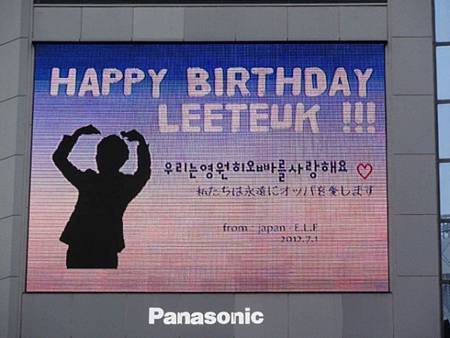 HAPPY BIRTHDAY
LEETEUK !!!
우리는영원히오빠를사랑해요♡
私たちは永遠にオッパを愛します
from : japan E.L.F
2012.7.1
Panasonic